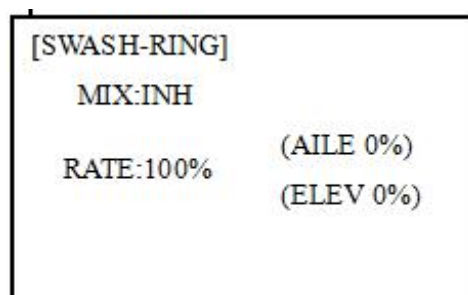 [SWASH-RING]
MIX:INH
(AILE 0%)
RATE:100%
(ELEV 0%)